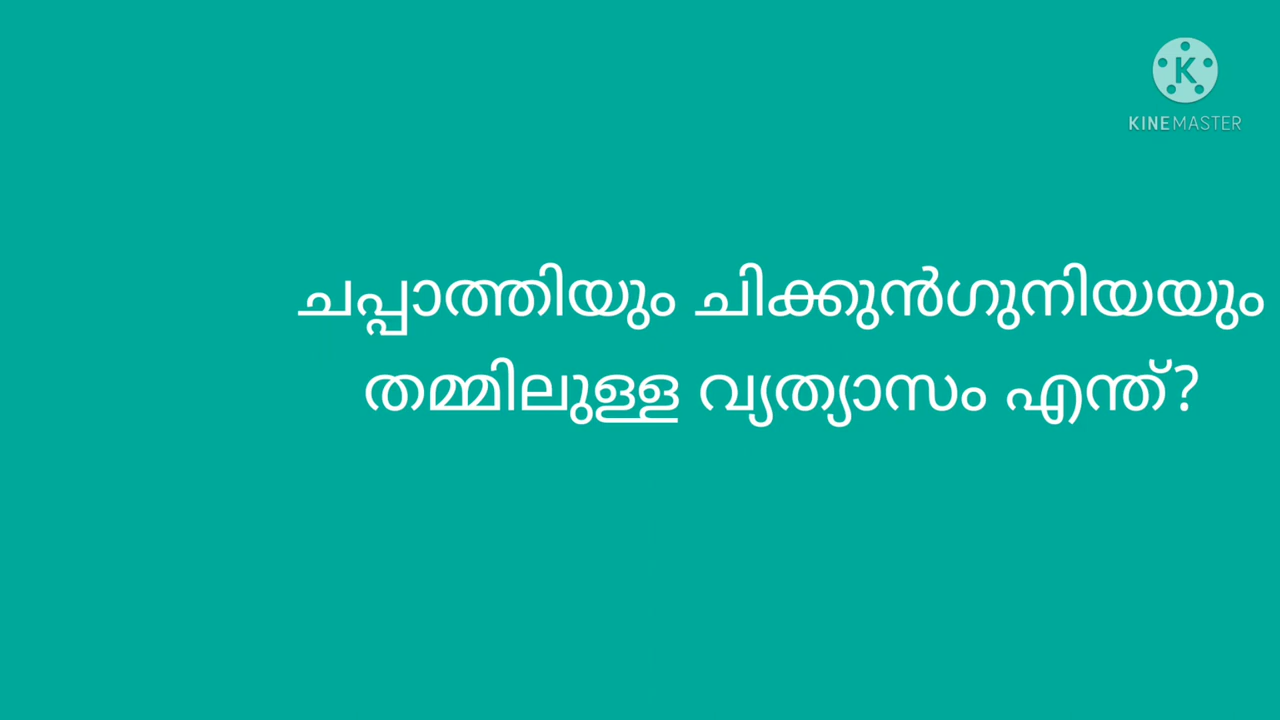 K
KINEMASTER
ചപ്പാത്തിയും ചിക്കുൻഗുനിയയും
തമ്മിലുള്ള വ്യത്യാസം എന്ത്?